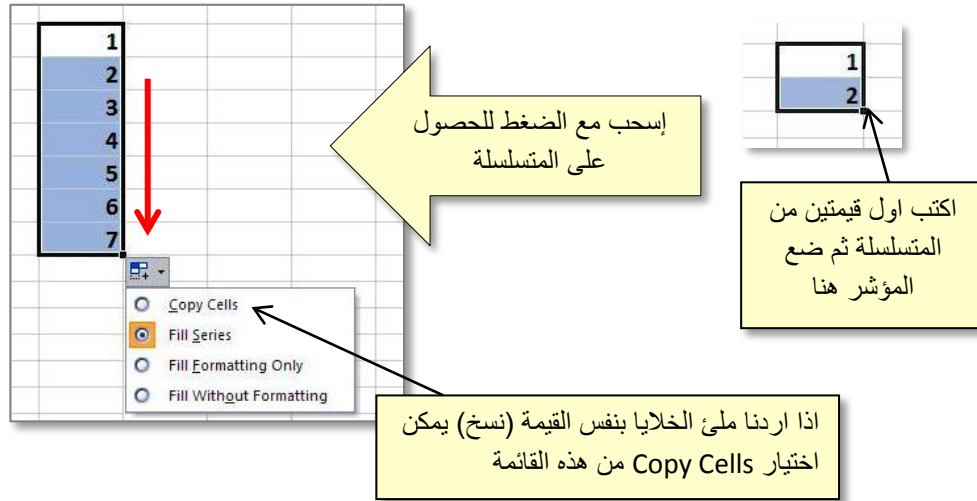 1
2
اكتب اول قيمتين من
المتسلسلة ثم ضع
المؤشر هنا
إسحب مع الضغط للحصول
على المتسلسلة
1
2
3
4
5
6
7
Copy Cells
Fill Series
Fill Formatting Only
Fill Without Formatting
اذا اردنا ملئ الخلايا بنفس القيمة (نسخ) يمكن
اختيار Copy Cells من هذه القائمة